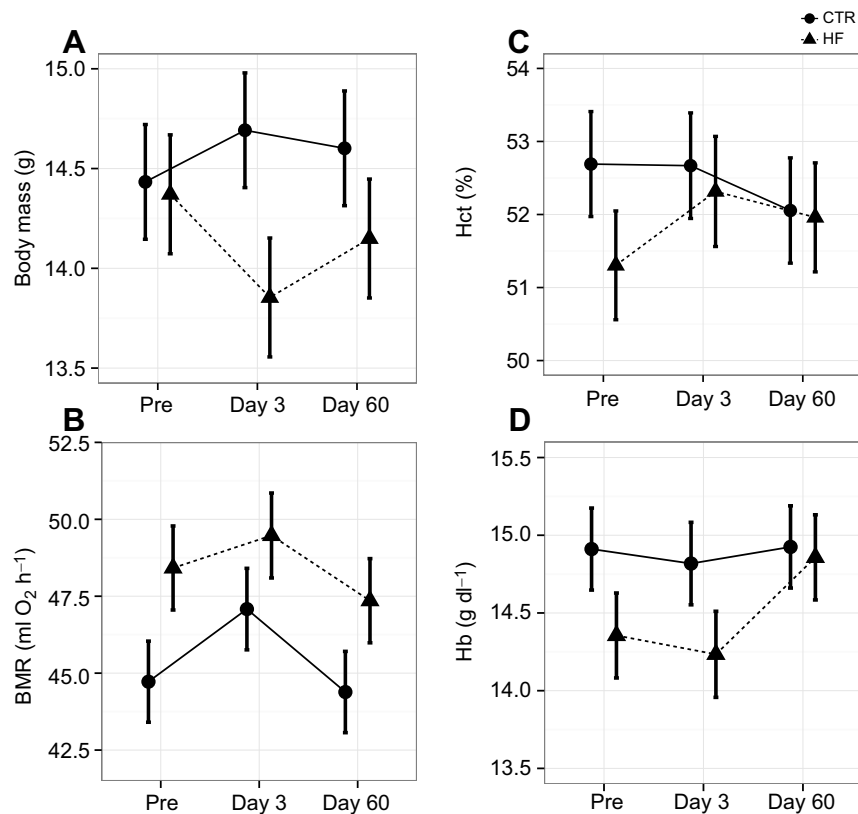 CTR
HF
A
Body mass (g)
15.0
14.5
14.0
13.5
Pre Day 3 Day 60
C
Hct (%)
54
53
52
51
50
Pre Day 3 Day 60
B
BMR (ml O₂ h⁻¹)
52.5
50.0
47.5
45.0
42.5
Pre Day 3 Day 60
D
Hb (g dl⁻¹)
15.5
15.0
14.5
14.0
13.5
Pre Day 3 Day 60